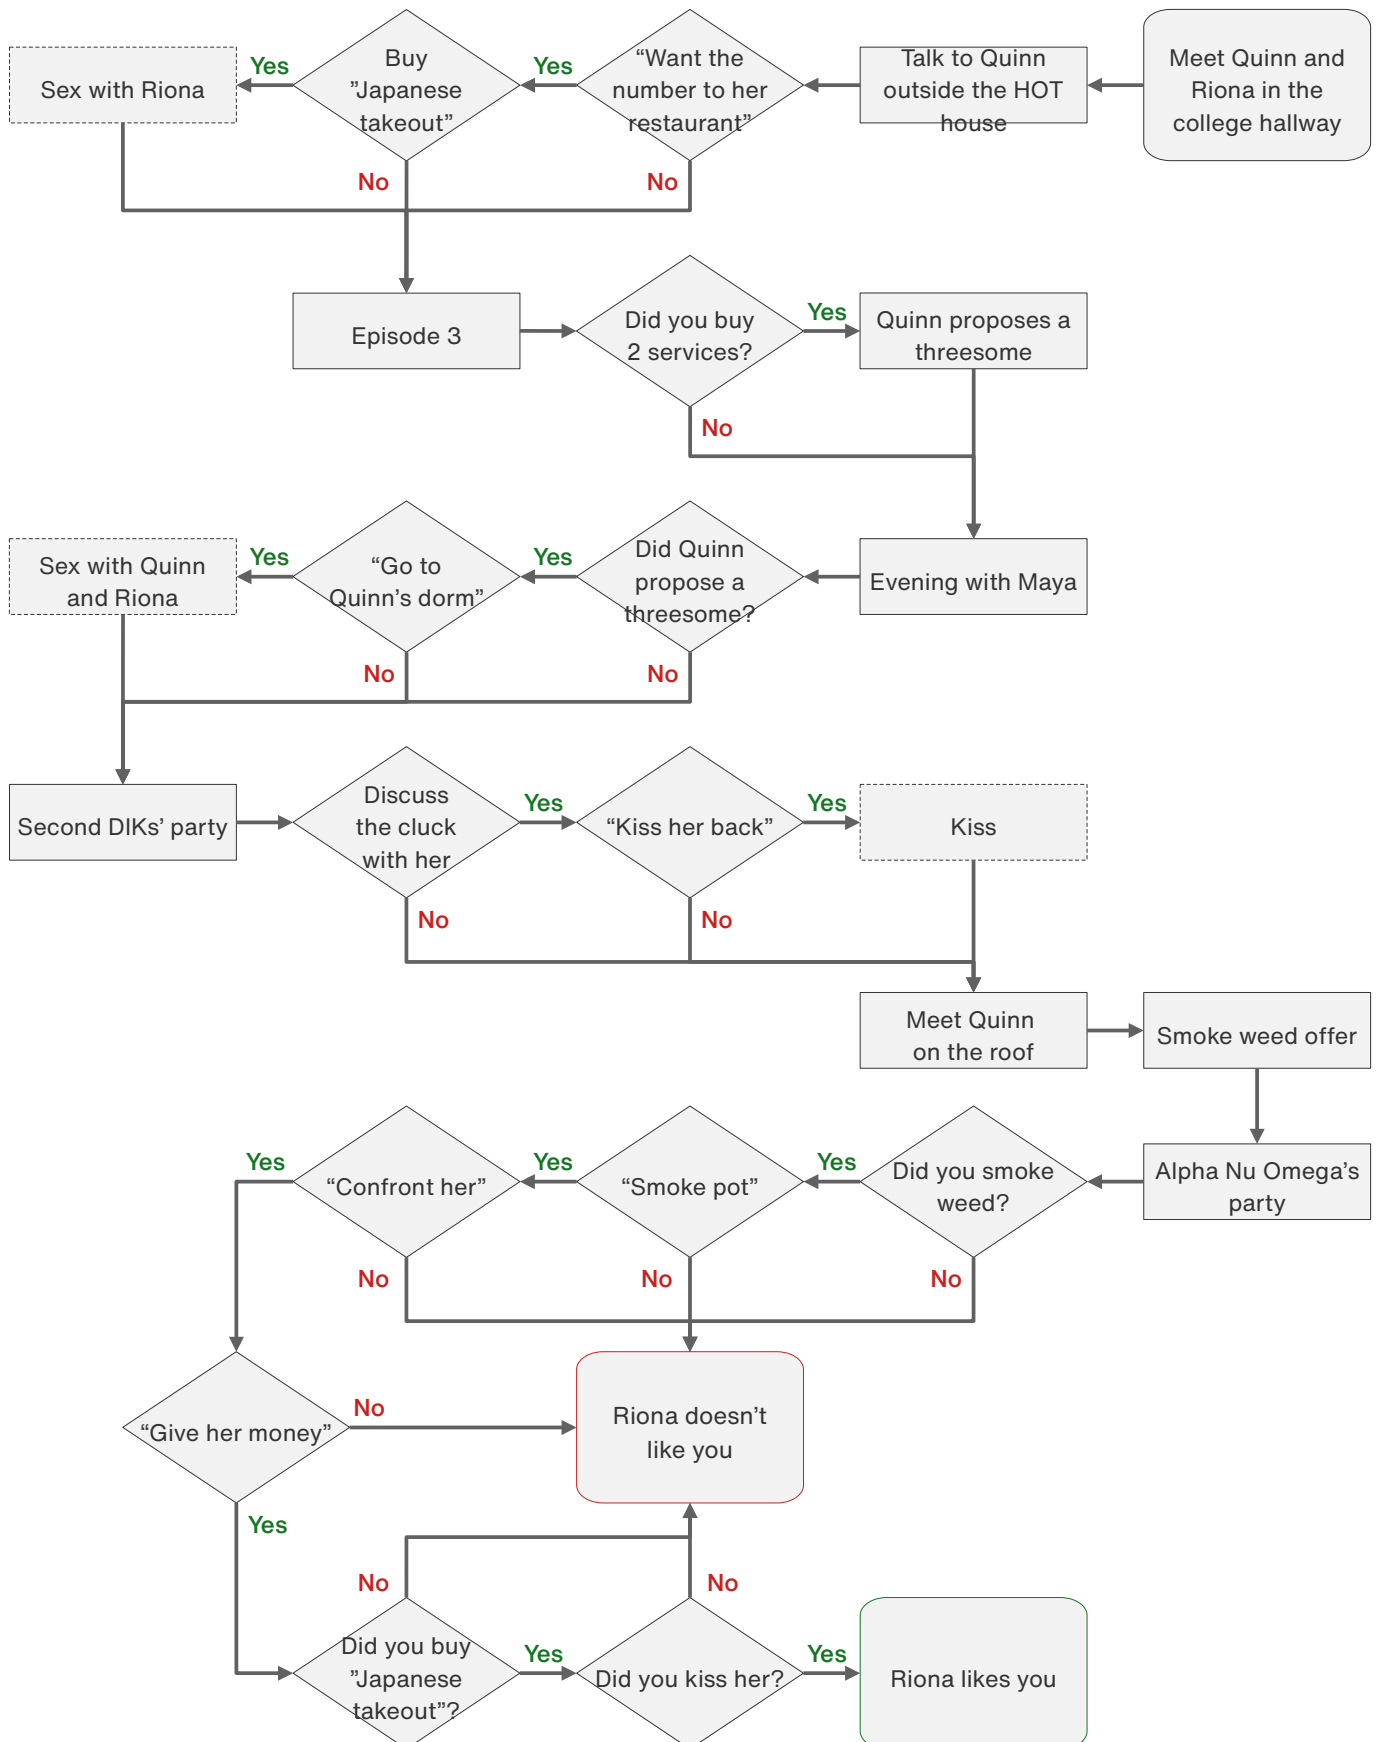 Meet Quinn and
Riona in the
college hallway
Talk to Quinn
outside the HOT
house
“Want the
number to her
restaurant”
Yes
No
Buy
”Japanese
takeout”
Yes
No
Sex with Riona
Episode 3
Did you buy
2 services?
Yes
No
Quinn proposes a
threesome
Evening with Maya
Did Quinn
propose a
threesome?
Yes
No
“Go to
Quinn’s dorm”
Yes
No
Sex with Quinn
and Riona
Second DIKs’ party
Discuss
the cluck
with her
Yes
No
“Kiss her back”
Yes
No
Kiss
Meet Quinn
on the roof
Smoke weed offer
Alpha Nu Omega’s
party
Did you smoke
weed?
Yes
No
“Smoke pot”
Yes
No
“Confront her”
Yes
No
“Give her money”
No
Yes
Riona doesn’t
like you
Did you buy
”Japanese
takeout”?
No
Yes
Did you kiss her?
No
Yes
Riona likes you